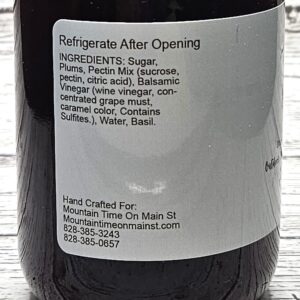 Refrigerate After Opening
INGREDIENTS: Sugar,
Plums, Pectin Mix (sucrose,
pectin, citric acid), Balsamic
Vinegar (wine vinegar, con-
centrated grape must,
caramel color, Contains
Sulfites.), Water, Basil.
Hand Crafted For:
Mountain Time On Main St
Mountaintimeonmainst.com
828-385-3243
828-385-0657